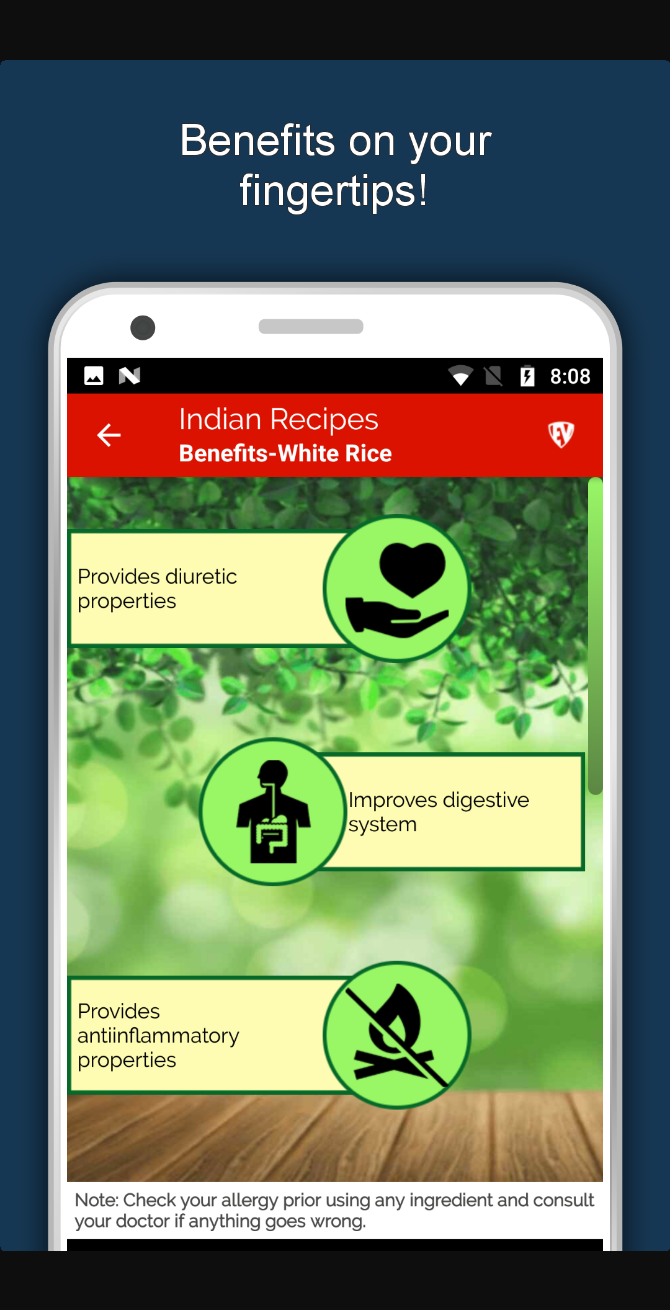 Benefits on your
fingertips!
8:08
Indian Recipes
Benefits-White Rice
EV
Provides diuretic
properties
Improves digestive
system
Provides
antiinflammatory
properties
Note: Check your allergy prior using any ingredient and consult
your doctor if anything goes wrong.